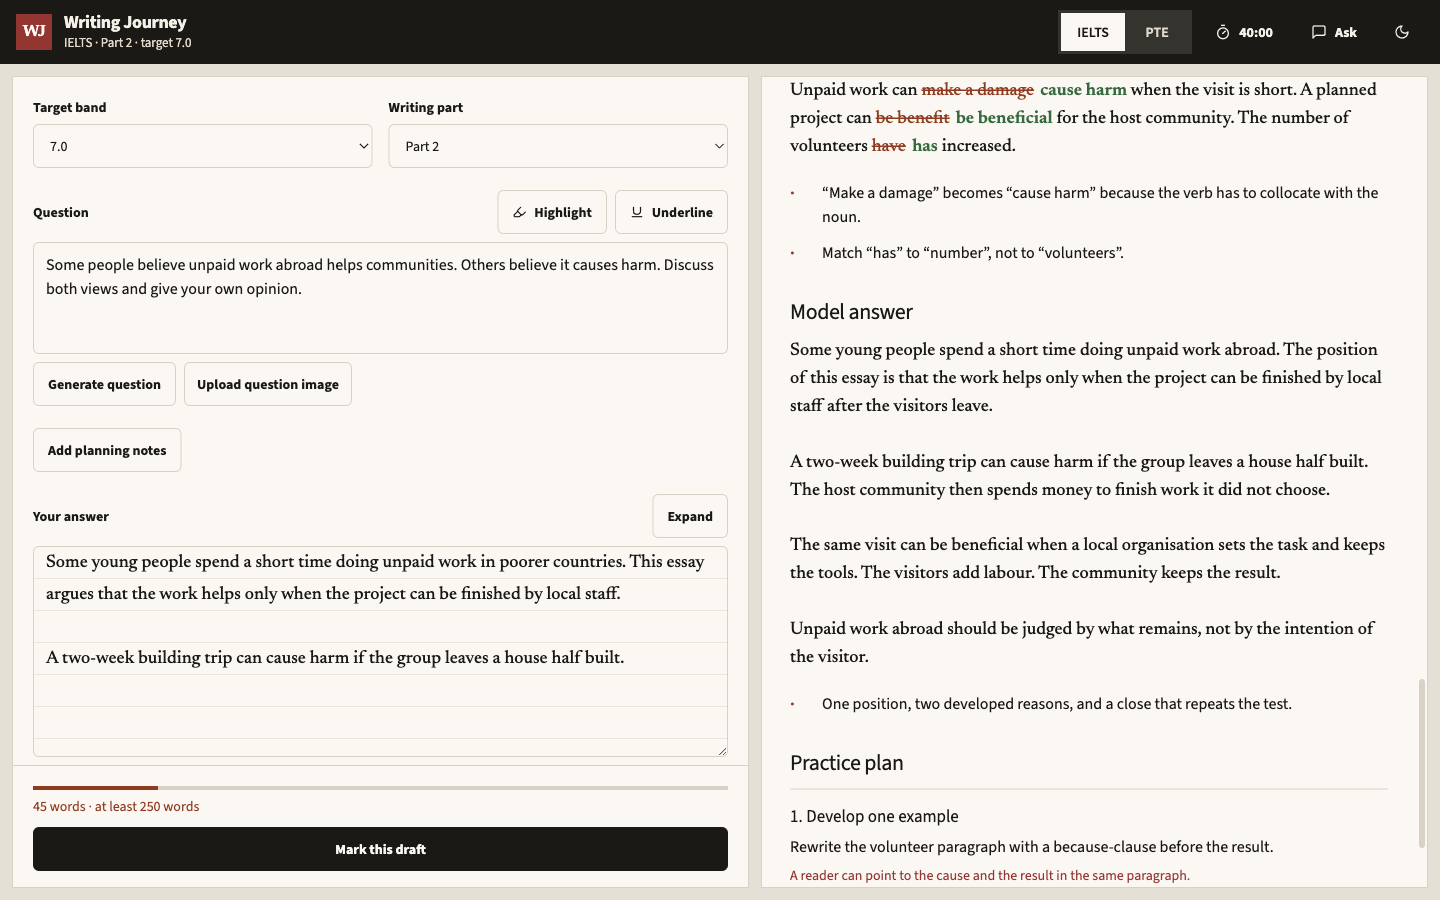 WJ
Writing Journey
IELTS · Part 2 · target 7.0
IELTS
PTE
40:00
Ask
Target band
Writing part
7.0
Part 2
Question
Highlight
Underline
Some people believe unpaid work abroad helps communities. Others believe it causes harm. Discuss
both views and give your own opinion.
Generate question
Upload question image
Add planning notes
Your answer
Expand
Some young people spend a short time doing unpaid work in poorer countries. This essay
argues that the work helps only when the project can be finished by local staff.
A two-week building trip can cause harm if the group leaves a house half built.
45 words · at least 250 words
Mark this draft
Unpaid work can make a damage cause harm when the visit is short. A planned
project can be benefit be beneficial for the host community. The number of
volunteers have has increased.
· “Make a damage” becomes “cause harm” because the verb has to collocate with the
noun.
· Match “has” to “number”, not to “volunteers”.
Model answer
Some young people spend a short time doing unpaid work abroad. The position
of this essay is that the work helps only when the project can be finished by local
staff after the visitors leave.
A two-week building trip can cause harm if the group leaves a house half built.
The host community then spends money to finish work it did not choose.
The same visit can be beneficial when a local organisation sets the task and keeps
the tools. The visitors add labour. The community keeps the result.
Unpaid work abroad should be judged by what remains, not by the intention of
the visitor.
· One position, two developed reasons, and a close that repeats the test.
Practice plan
1. Develop one example
Rewrite the volunteer paragraph with a because-clause before the result.
A reader can point to the cause and the result in the same paragraph.